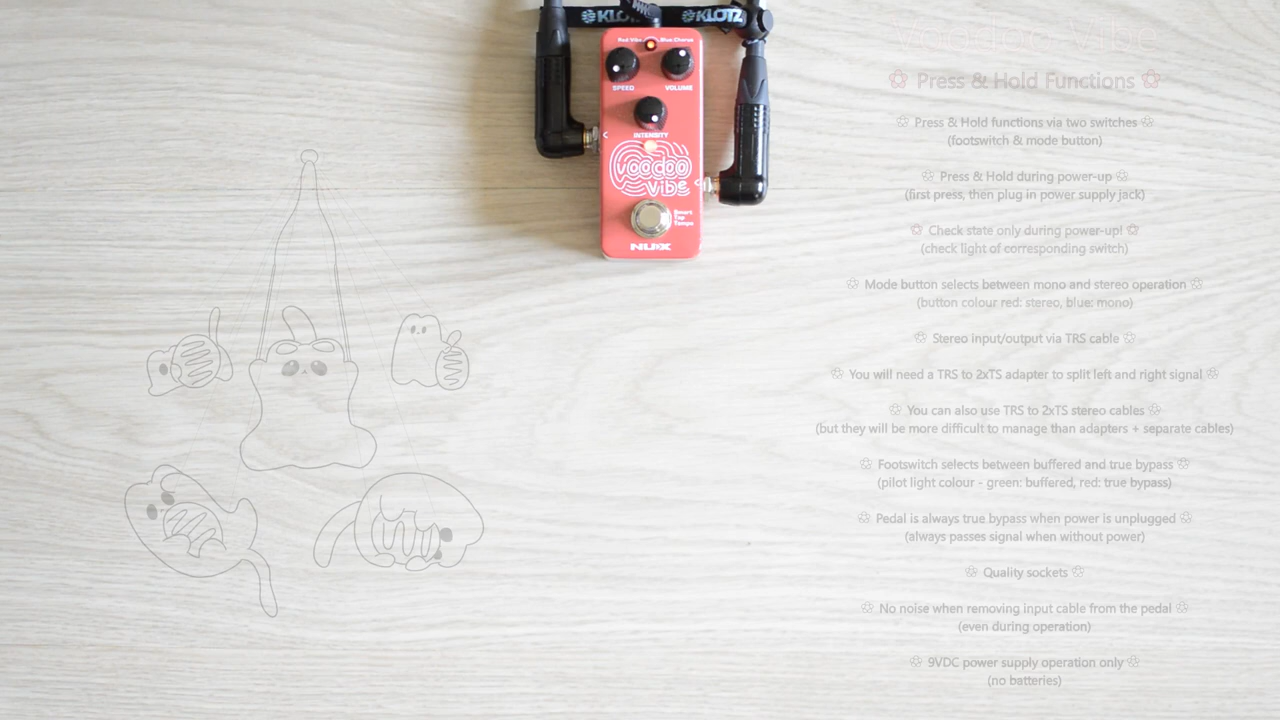 KLOTZ
KLOTZ
Red Vibe
Blue Chorus
SPEED
VOLUME
INTENSITY
voodoo
vibe
Smart
Tap
Tempo
NUX
Press & Hold Functions
Press & Hold functions via two switches
(footswitch & mode button)
Press & Hold during power-up
(first press, then plug in power supply jack)
Check state only during power-up!
(check light of corresponding switch)
Mode button selects between mono and stereo operation
(button colour red: stereo, blue: mono)
Stereo input/output via TRS cable
You will need a TRS to 2xTS adapter to split left and right signal
You can also use TRS to 2xTS stereo cables
(but they will be more difficult to manage than adapters + separate cables)
Footswitch selects between buffered and true bypass
(pilot light colour - green: buffered, red: true bypass)
Pedal is always true bypass when power is unplugged
(always passes signal when without power)
Quality sockets
No noise when removing input cable from the pedal
(even during operation)
9VDC power supply operation only
(no batteries)